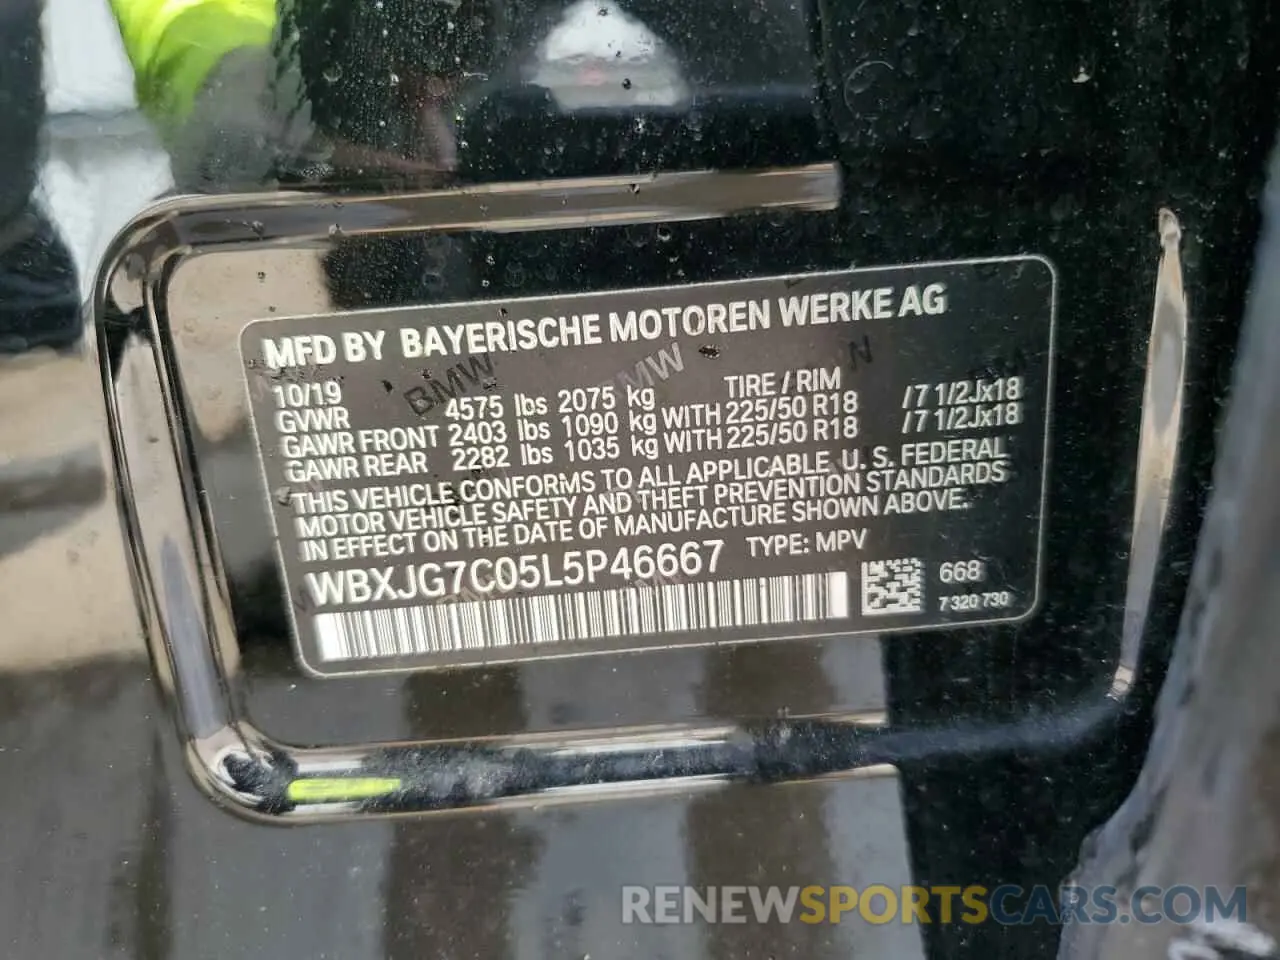 MFD BY BAYERISCHE MOTOREN WERKE AG
10/19 TIRE / RIM
GVWR 4575 lbs 2075 kg
GAWR FRONT 2403 lbs 1090 kg WITH 225/50 R18 /7 1/2Jx18
GAWR REAR 2282 lbs 1035 kg WITH 225/50 R18 /7 1/2Jx18
THIS VEHICLE CONFORMS TO ALL APPLICABLE U. S. FEDERAL
MOTOR VEHICLE SAFETY AND THEFT PREVENTION STANDARDS
IN EFFECT ON THE DATE OF MANUFACTURE SHOWN ABOVE.
WBXJG7C05L5P46667 TYPE: MPV
668
7 320 730
BMW
BMW
RENEWSPORTSCARS.COM